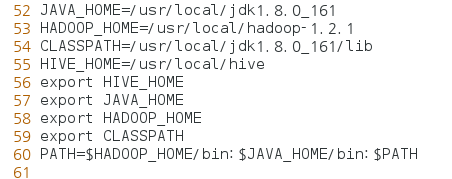 52 JAVA_HOME=/usr/local/jdk1.8.0_161
53 HADOOP_HOME=/usr/local/hadoop-1.2.1
54 CLASSPATH=/usr/local/jdk1.8.0_161/lib
55 HIVE_HOME=/usr/local/hive
56 export HIVE_HOME
57 export JAVA_HOME
58 export HADOOP_HOME
59 export CLASSPATH
60 PATH=$HADOOP_HOME/bin:$JAVA_HOME/bin:$PATH
61